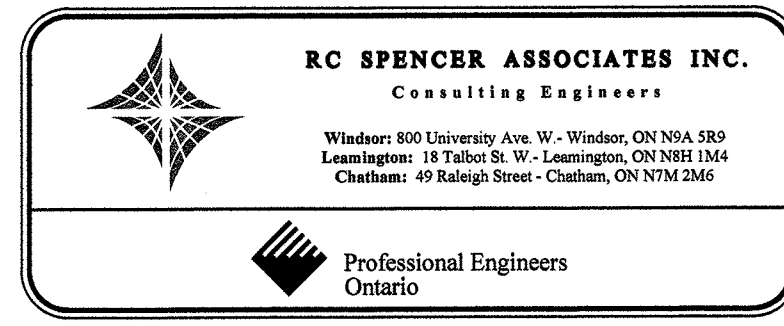 RC SPENCER ASSOCIATES INC.
Consulting Engineers
Windsor: 800 University Ave. W.- Windsor, ON N9A 5R9
Leamington: 18 Talbot St. W.- Leamington, ON N8H 1M4
Chatham: 49 Raleigh Street - Chatham, ON N7M 2M6
Professional Engineers
Ontario